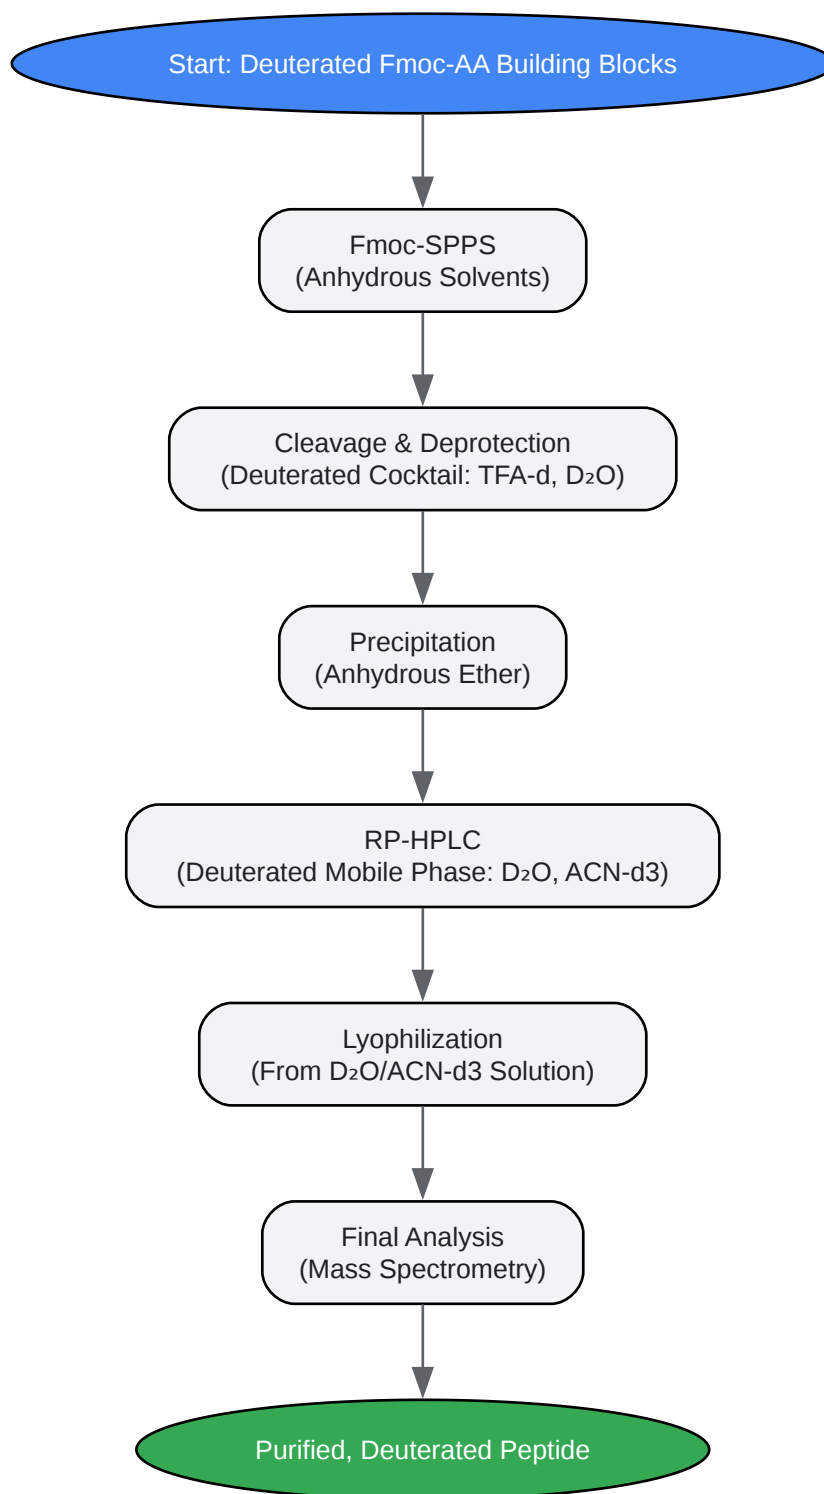 Start: Deuterated Fmoc-AA Building Blocks
Fmoc-SPPS
(Anhydrous Solvents)
Cleavage & Deprotection
(Deuterated Cocktail: TFA-d, D₂O)
Precipitation
(Anhydrous Ether)
RP-HPLC
(Deuterated Mobile Phase: D₂O, ACN-d3)
Lyophilization
(From D₂O/ACN-d3 Solution)
Final Analysis
(Mass Spectrometry)
Purified, Deuterated Peptide